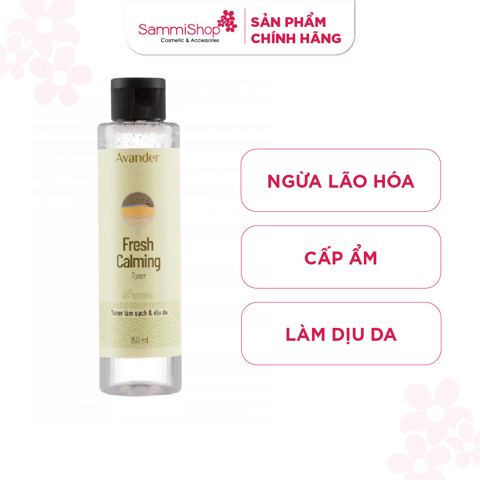 SammiShop
Cosmetic & Accessories
SẢN PHẨM
CHÍNH HÃNG
Avander
Fresh
Calming
Toner
NATURAL
Toner làm sạch & dịu da
150 ml
NGỪA LÃO HÓA
CẤP ẨM
LÀM DỊU DA